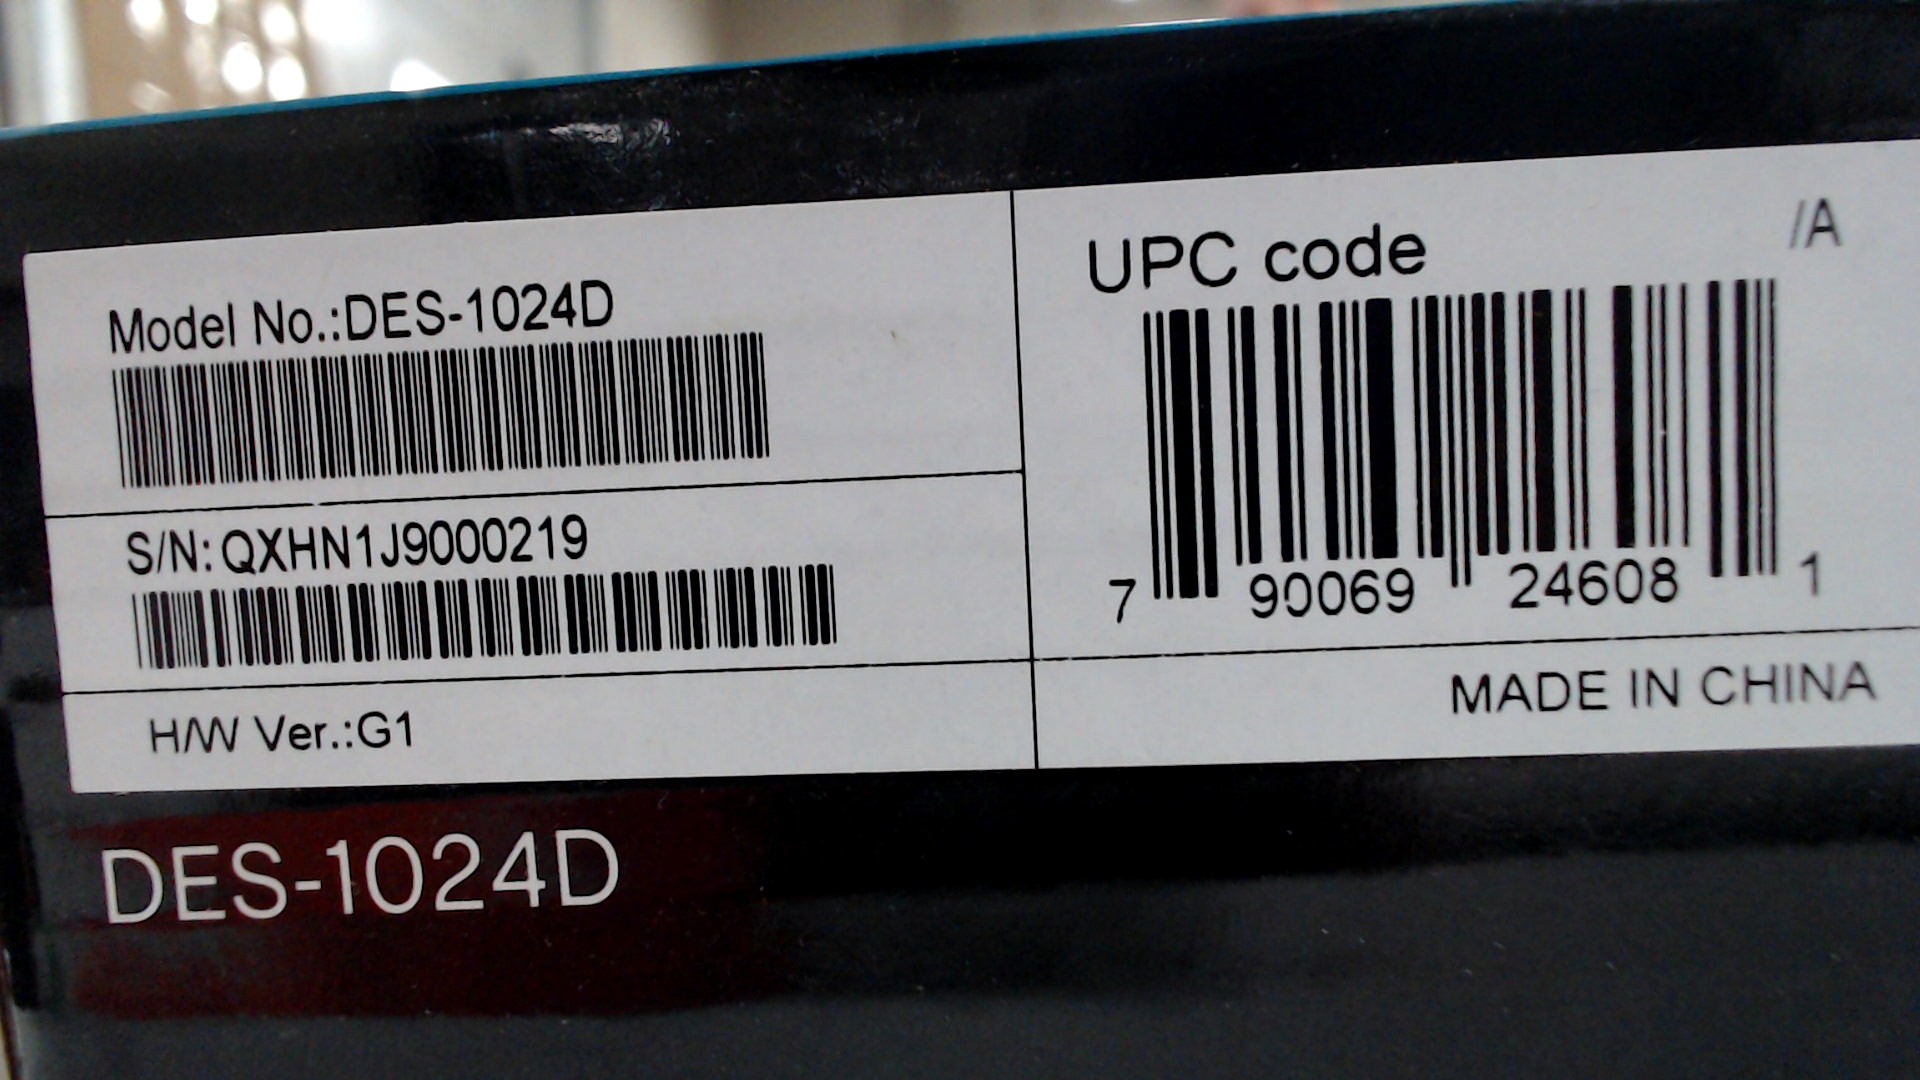 Model No.:DES-1024D
S/N:QXHN1J9000219
H/W Ver.:G1
UPC code
/A
7 90069 24608 1
MADE IN CHINA
DES-1024D